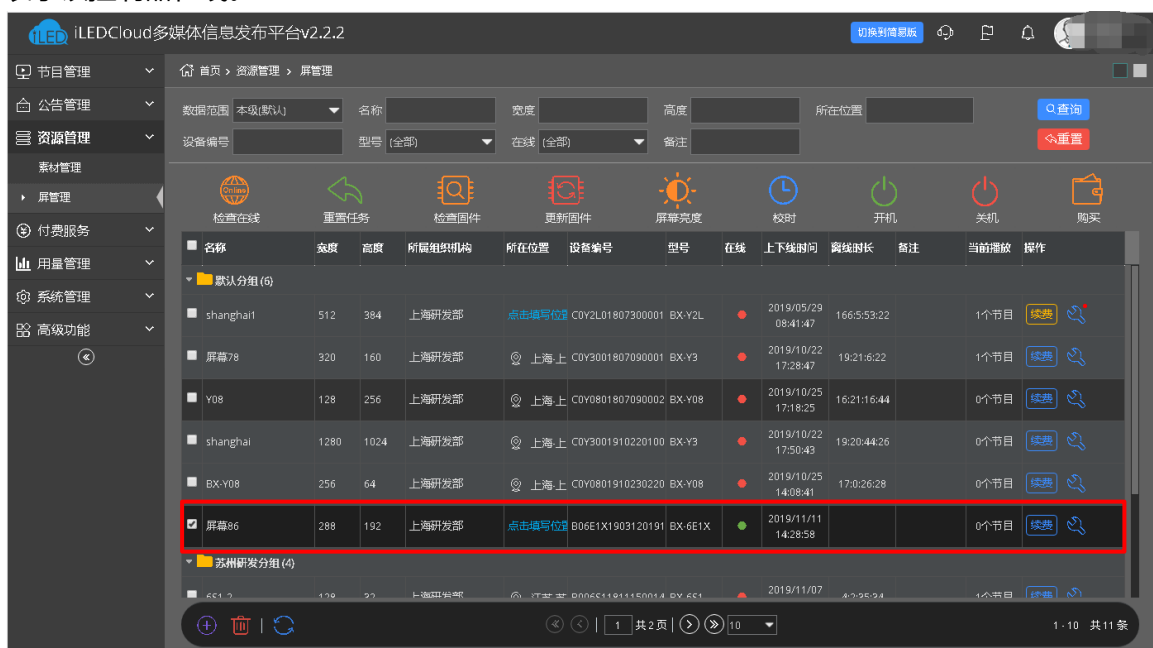 iLED iLEDCloud多媒体信息发布平台v2.2.2 切换到简易版
节目管理
公告管理
资源管理
素材管理
屏管理
付费服务
用量管理
系统管理
高级功能
首页 > 资源管理 > 屏管理
数据范围 本级(默认) 名称 宽度 高度 所在位置 查询
设备编号 型号 (全部) 在线 (全部) 备注 重置
Online
检查在线 重置任务 检查固件 更新固件 屏幕亮度 校时 开机 关机 购买
名称 宽度 高度 所属组织机构 所在位置 设备编号 型号 在线 上下线时间 离线时长 备注 当前播放 操作
默认分组 (6)
shanghai1 512 384 上海研发部 点击填写位置 C0Y2L01807300001 BX-Y2L 2019/05/29 08:41:47 166:5:53:22 1个节目 续费
屏幕78 320 160 上海研发部 上海-上 C0Y3001807090001 BX-Y3 2019/10/22 17:28:47 19:21:6:22 1个节目 续费
Y08 128 256 上海研发部 上海-上 C0Y0801807090002 BX-Y08 2019/10/25 17:18:25 16:21:16:44 0个节目 续费
shanghai 1280 1024 上海研发部 上海-上 C0Y3001910220100 BX-Y3 2019/10/22 17:50:43 19:20:44:26 0个节目 续费
BX-Y08 256 64 上海研发部 上海-上 C0Y0801910230220 BX-Y08 2019/10/25 14:08:41 17:0:26:28 0个节目 续费
屏幕86 288 192 上海研发部 点击填写位置 B06E1X1903120191 BX-6E1X 2019/11/11 14:28:58 0个节目 续费
苏州研发分组 (4)
2019/11/07
1 共2页 10 1 - 10 共11条